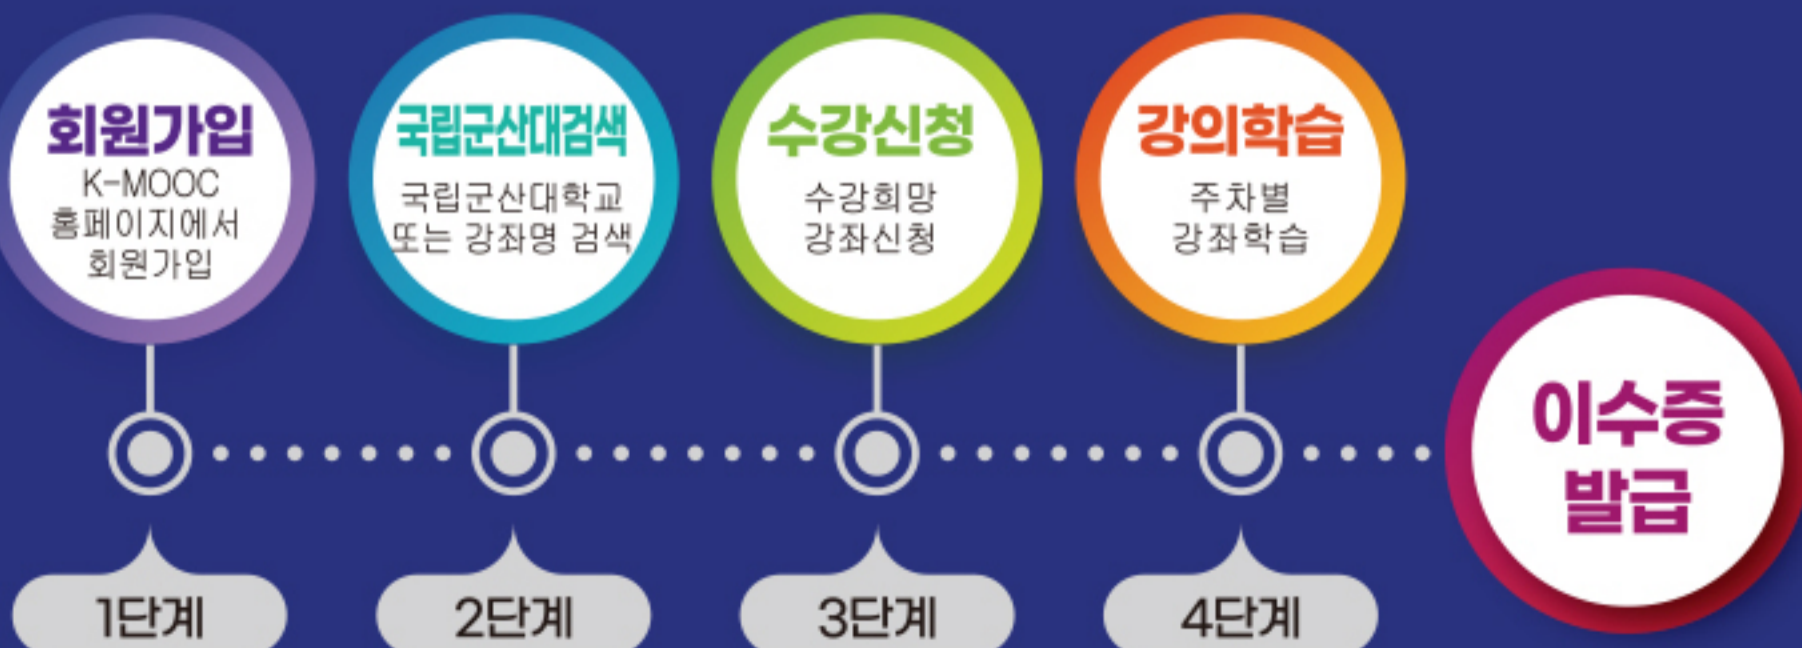 회원가입
K-MOOC
홈페이지에서
회원가입
국립군산대검색
국립군산대학교
또는 강좌명 검색
수강신청
수강희망
강좌신청
강의학습
주차별
강좌학습
이수증
발급
1단계
2단계
3단계
4단계